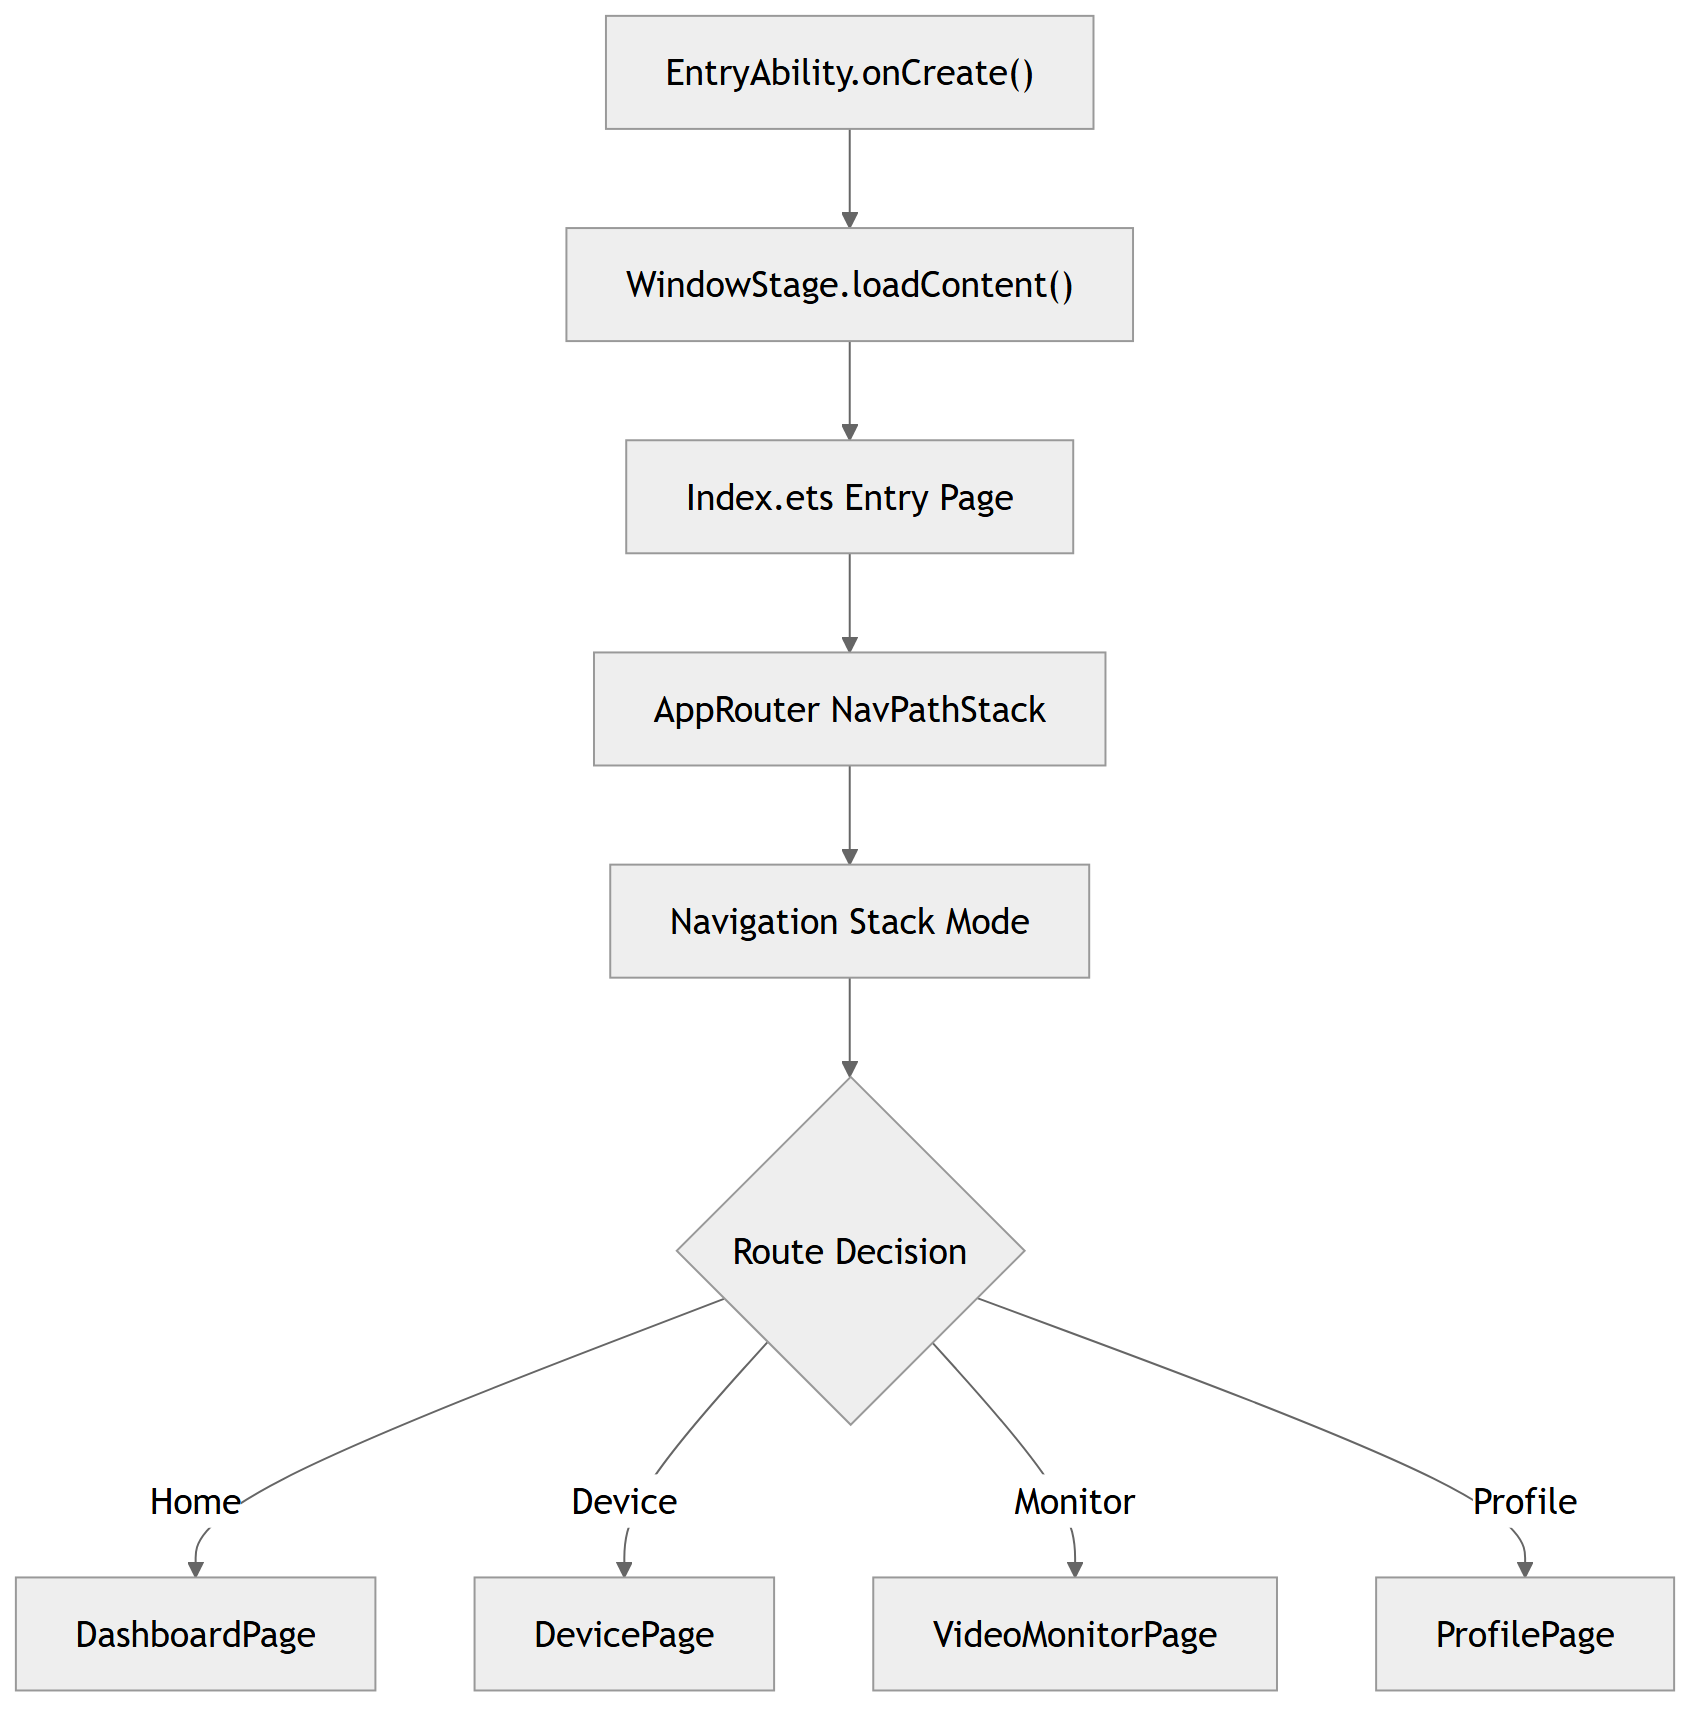 EntryAbility.onCreate()
WindowStage.loadContent()
Index.ets Entry Page
AppRouter NavPathStack
Navigation Stack Mode
Route Decision
Home
Device
Monitor
Profile
DashboardPage
DevicePage
VideoMonitorPage
ProfilePage